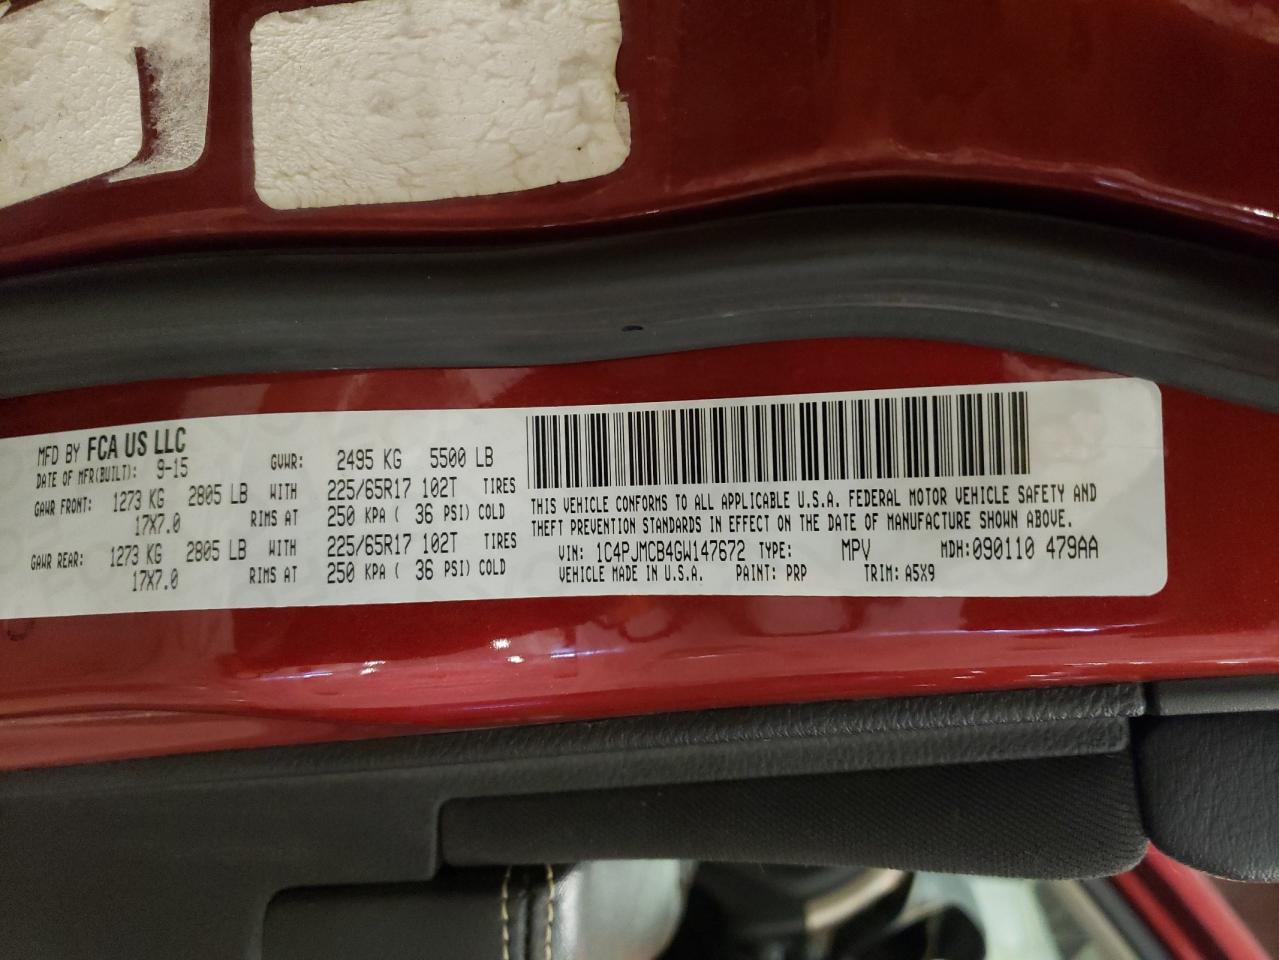 MFD BY FCA US LLC
DATE OF MFR(BUILT): 9-15 GVWR: 2495 KG 5500 LB
GAWR FRONT: 1273 KG 2805 LB WITH 225/65R17 102T TIRES
17X7.0 RIMS AT 250 KPA ( 36 PSI) COLD
GAWR REAR: 1273 KG 2805 LB WITH 225/65R17 102T TIRES
17X7.0 RIMS AT 250 KPA ( 36 PSI) COLD
THIS VEHICLE CONFORMS TO ALL APPLICABLE U.S.A. FEDERAL MOTOR VEHICLE SAFETY AND
THEFT PREVENTION STANDARDS IN EFFECT ON THE DATE OF MANUFACTURE SHOWN ABOVE.
VIN: 1C4PJMCB4GW147672 TYPE: MPV MDH:090110 479AA
VEHICLE MADE IN U.S.A. PAINT: PRP TRIM: A5X9